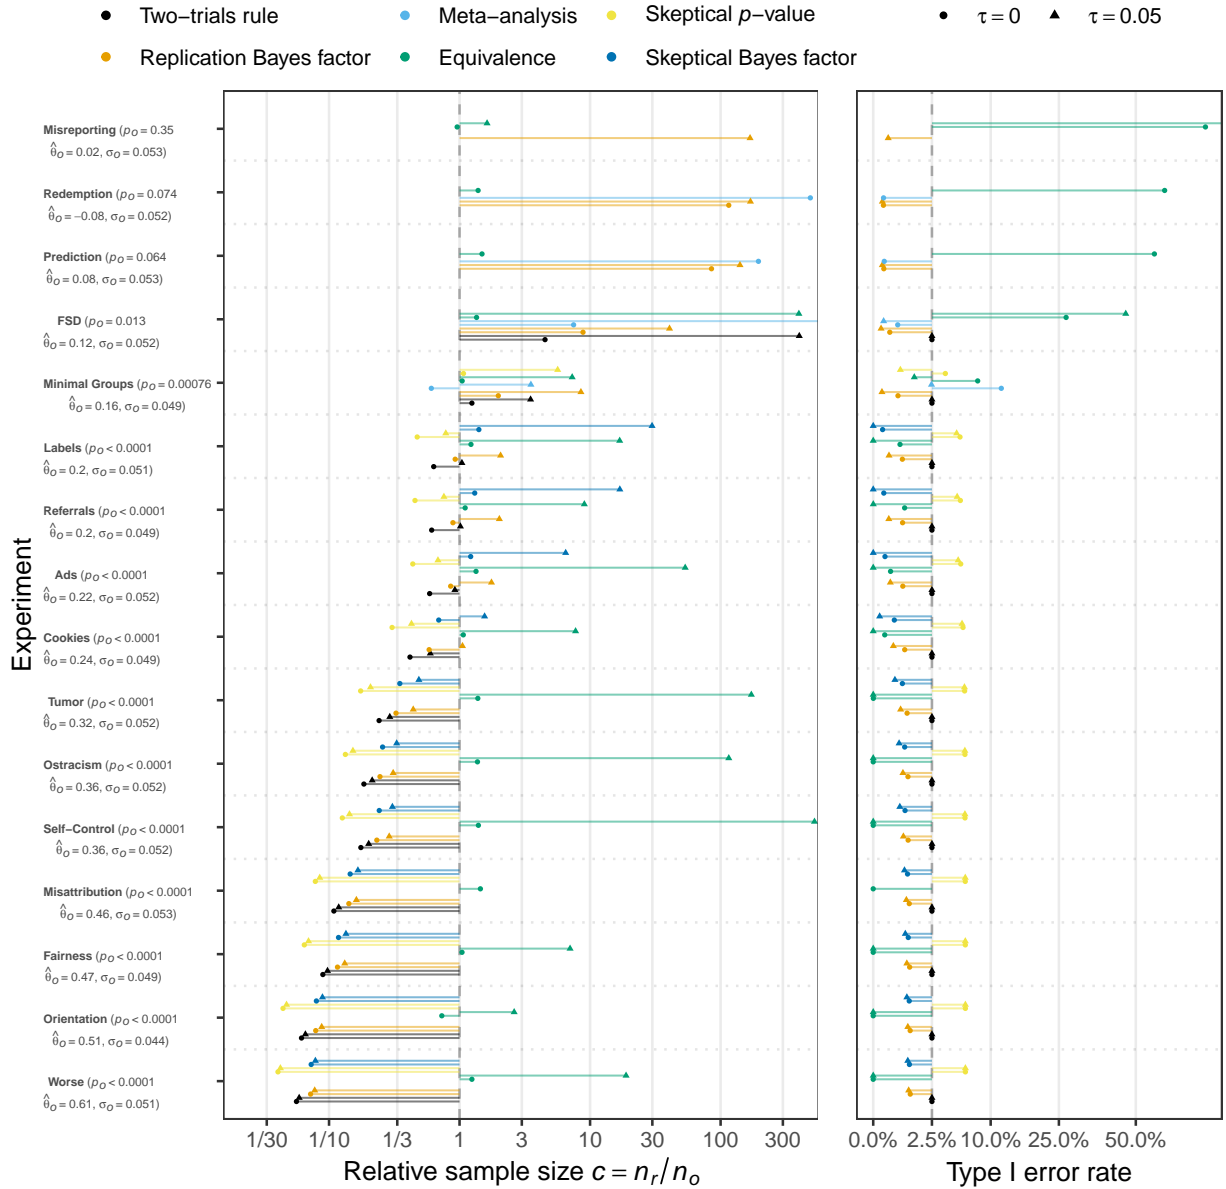 Two−trials rule
Meta−analysis
Skeptical p−value
τ = 0
τ = 0.05
Replication Bayes factor
Equivalence
Skeptical Bayes factor
Experiment
Misreporting (po = 0.35
θ̂o = 0.02, σo = 0.053)
Redemption (po = 0.074
θ̂o = −0.08, σo = 0.052)
Prediction (po = 0.064
θ̂o = 0.08, σo = 0.053)
FSD (po = 0.013
θ̂o = 0.12, σo = 0.052)
Minimal Groups (po = 0.00076
θ̂o = 0.16, σo = 0.049)
Labels (po < 0.0001
θ̂o = 0.2, σo = 0.051)
Referrals (po < 0.0001
θ̂o = 0.2, σo = 0.049)
Ads (po < 0.0001
θ̂o = 0.22, σo = 0.052)
Cookies (po < 0.0001
θ̂o = 0.24, σo = 0.049)
Tumor (po < 0.0001
θ̂o = 0.32, σo = 0.052)
Ostracism (po < 0.0001
θ̂o = 0.36, σo = 0.052)
Self−Control (po < 0.0001
θ̂o = 0.36, σo = 0.052)
Misattribution (po < 0.0001
θ̂o = 0.46, σo = 0.053)
Fairness (po < 0.0001
θ̂o = 0.47, σo = 0.049)
Orientation (po < 0.0001
θ̂o = 0.51, σo = 0.044)
Worse (po < 0.0001
θ̂o = 0.61, σo = 0.051)
1/30 1/10 1/3 1 3 10 30 100 300
0.0% 2.5% 10.0% 25.0% 50.0%
Relative sample size c = nr/no
Type I error rate